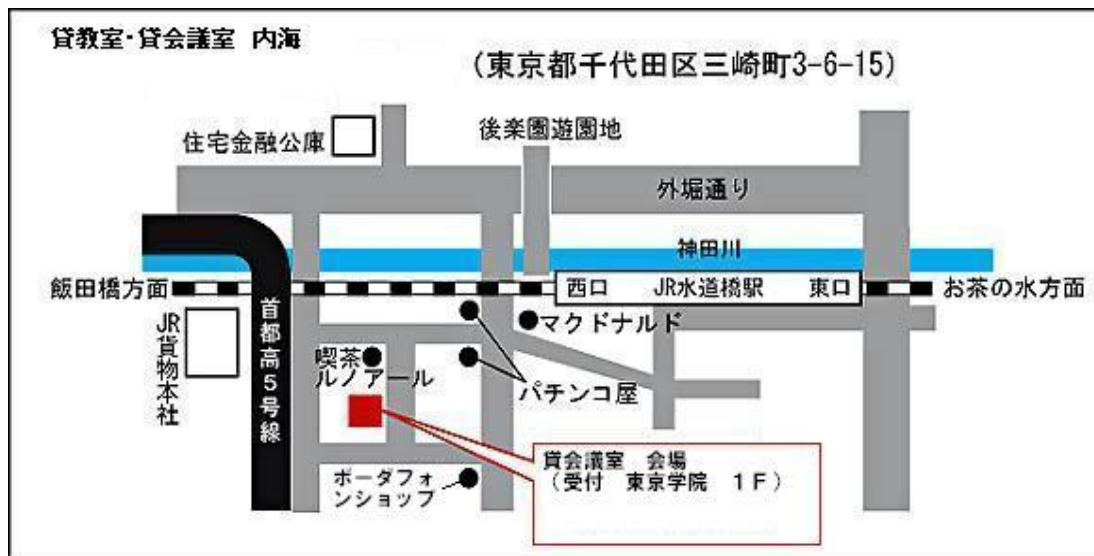 貸教室・貸会議室 内海
(東京都千代田区三崎町3-6-15)
住宅金融公庫
後楽園遊園地
外堀通り
神田川
飯田橋方面
西口 JR水道橋駅 東口
お茶の水方面
首都高5号線
JR貨物本社
マクドナルド
喫茶
ルノアール
パチンコ屋
貸会議室 会場
(受付 東京学院 1F)
ボーダフォ
ンショップ